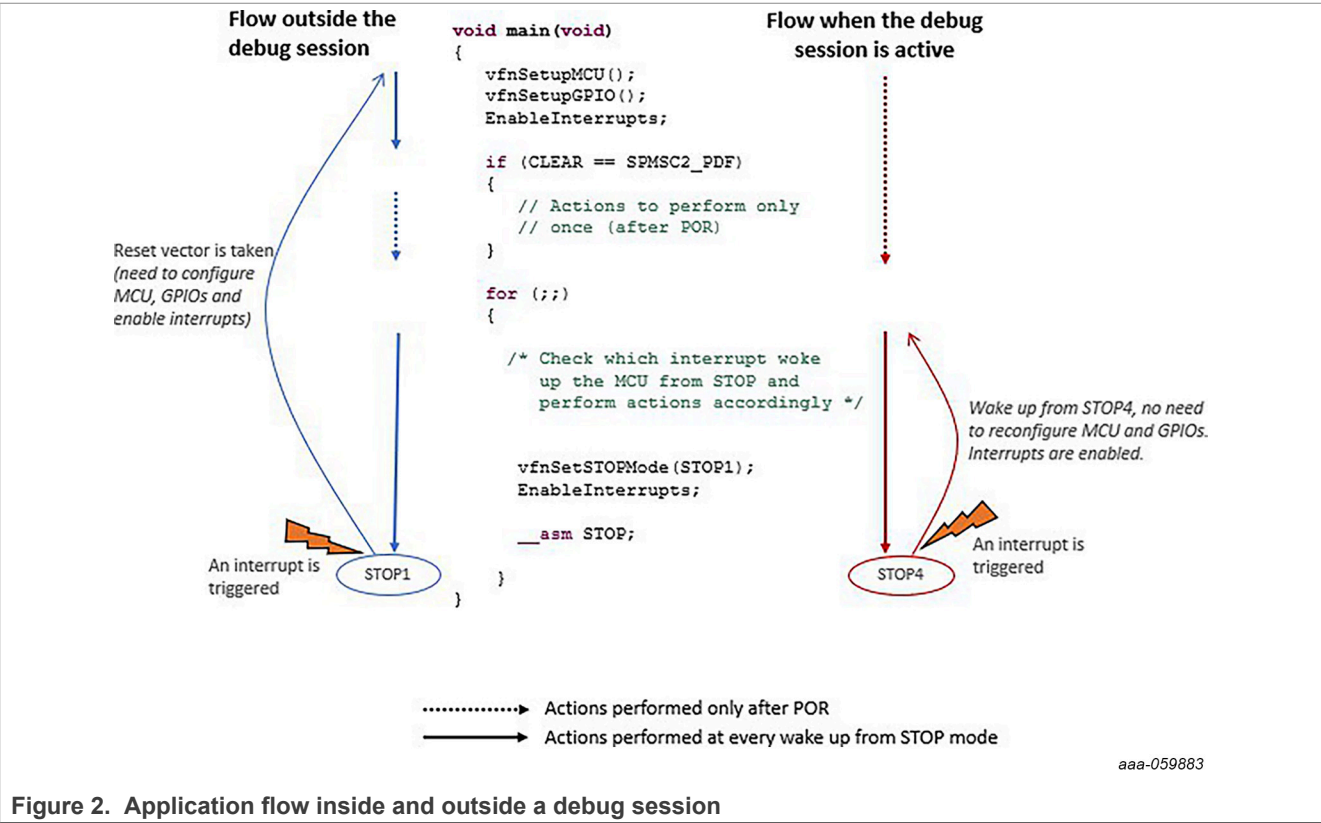 Flow outside the
debug session
void main(void)
{
vfnSetupMCU();
vfnSetupGPIO();
EnableInterrupts;
if (CLEAR == SPMSC2_PDF)
{
// Actions to perform only
// once (after POR)
}
for (;;)
{
/* Check which interrupt woke
up the MCU from STOP and
perform actions accordingly */
vfnSetSTOPMode(STOP1);
EnableInterrupts;
__asm STOP;
}
}
Flow when the debug
session is active
Reset vector is taken
(need to configure
MCU, GPIOs and
enable interrupts)
An interrupt is
triggered
STOP1
Wake up from STOP4, no need
to reconfigure MCU and GPIOs.
Interrupts are enabled.
An interrupt is
triggered
STOP4
Actions performed only after POR
Actions performed at every wake up from STOP mode
aaa-059883
Figure 2. Application flow inside and outside a debug session